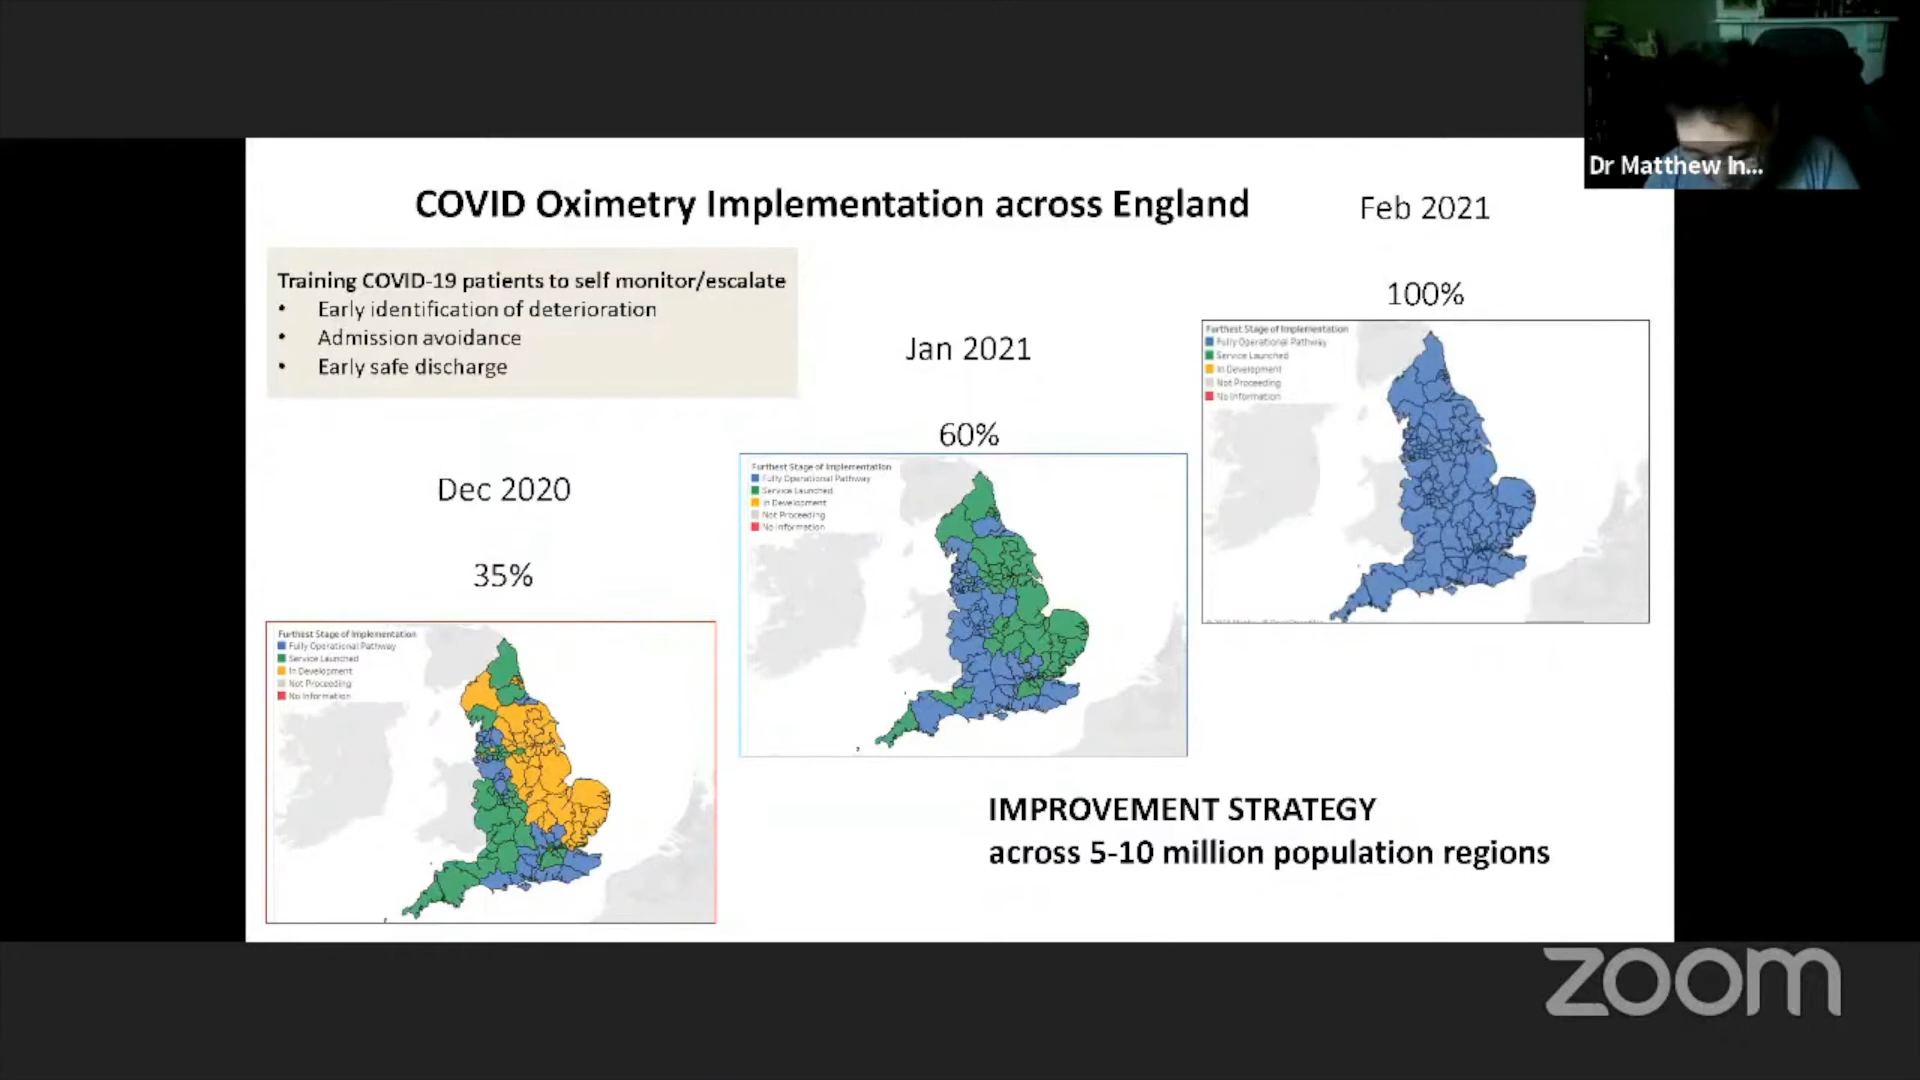 Dr Matthew In...
COVID Oximetry Implementation across England
Feb 2021
Training COVID-19 patients to self monitor/escalate
• Early identification of deterioration
• Admission avoidance
• Early safe discharge
100%
Furthest Stage of Implementation
Fully Operational Pathway
Service Launched
In Development
Not Proceeding
No Information
Jan 2021
60%
Furthest Stage of Implementation
Fully Operational Pathway
Service Launched
In Development
Not Proceeding
No Information
Dec 2020
35%
Furthest Stage of Implementation
Fully Operational Pathway
Service Launched
In Development
Not Proceeding
No Information
IMPROVEMENT STRATEGY
across 5-10 million population regions
zoom